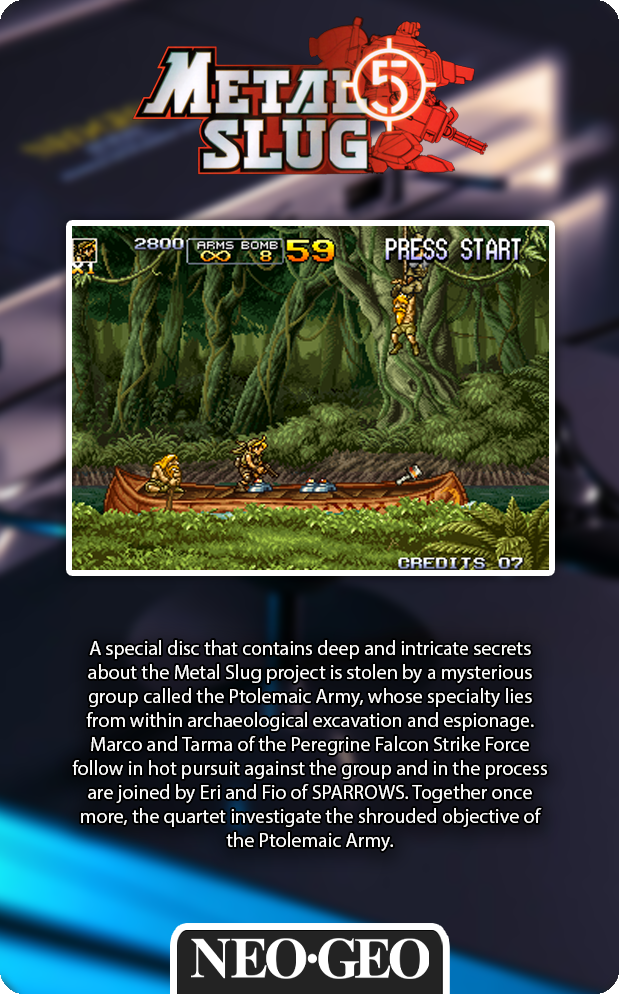 METAL 5
SLUG
2800 ARMS BOMB 59 PRESS START
X1 ∞ 8
CREDITS 07
A special disc that contains deep and intricate secrets
about the Metal Slug project is stolen by a mysterious
group called the Ptolemaic Army, whose specialty lies
from within archaeological excavation and espionage.
Marco and Tarma of the Peregrine Falcon Strike Force
follow in hot pursuit against the group and in the process
are joined by Eri and Fio of SPARROWS. Together once
more, the quartet investigate the shrouded objective of
the Ptolemaic Army.
NEO•GEO